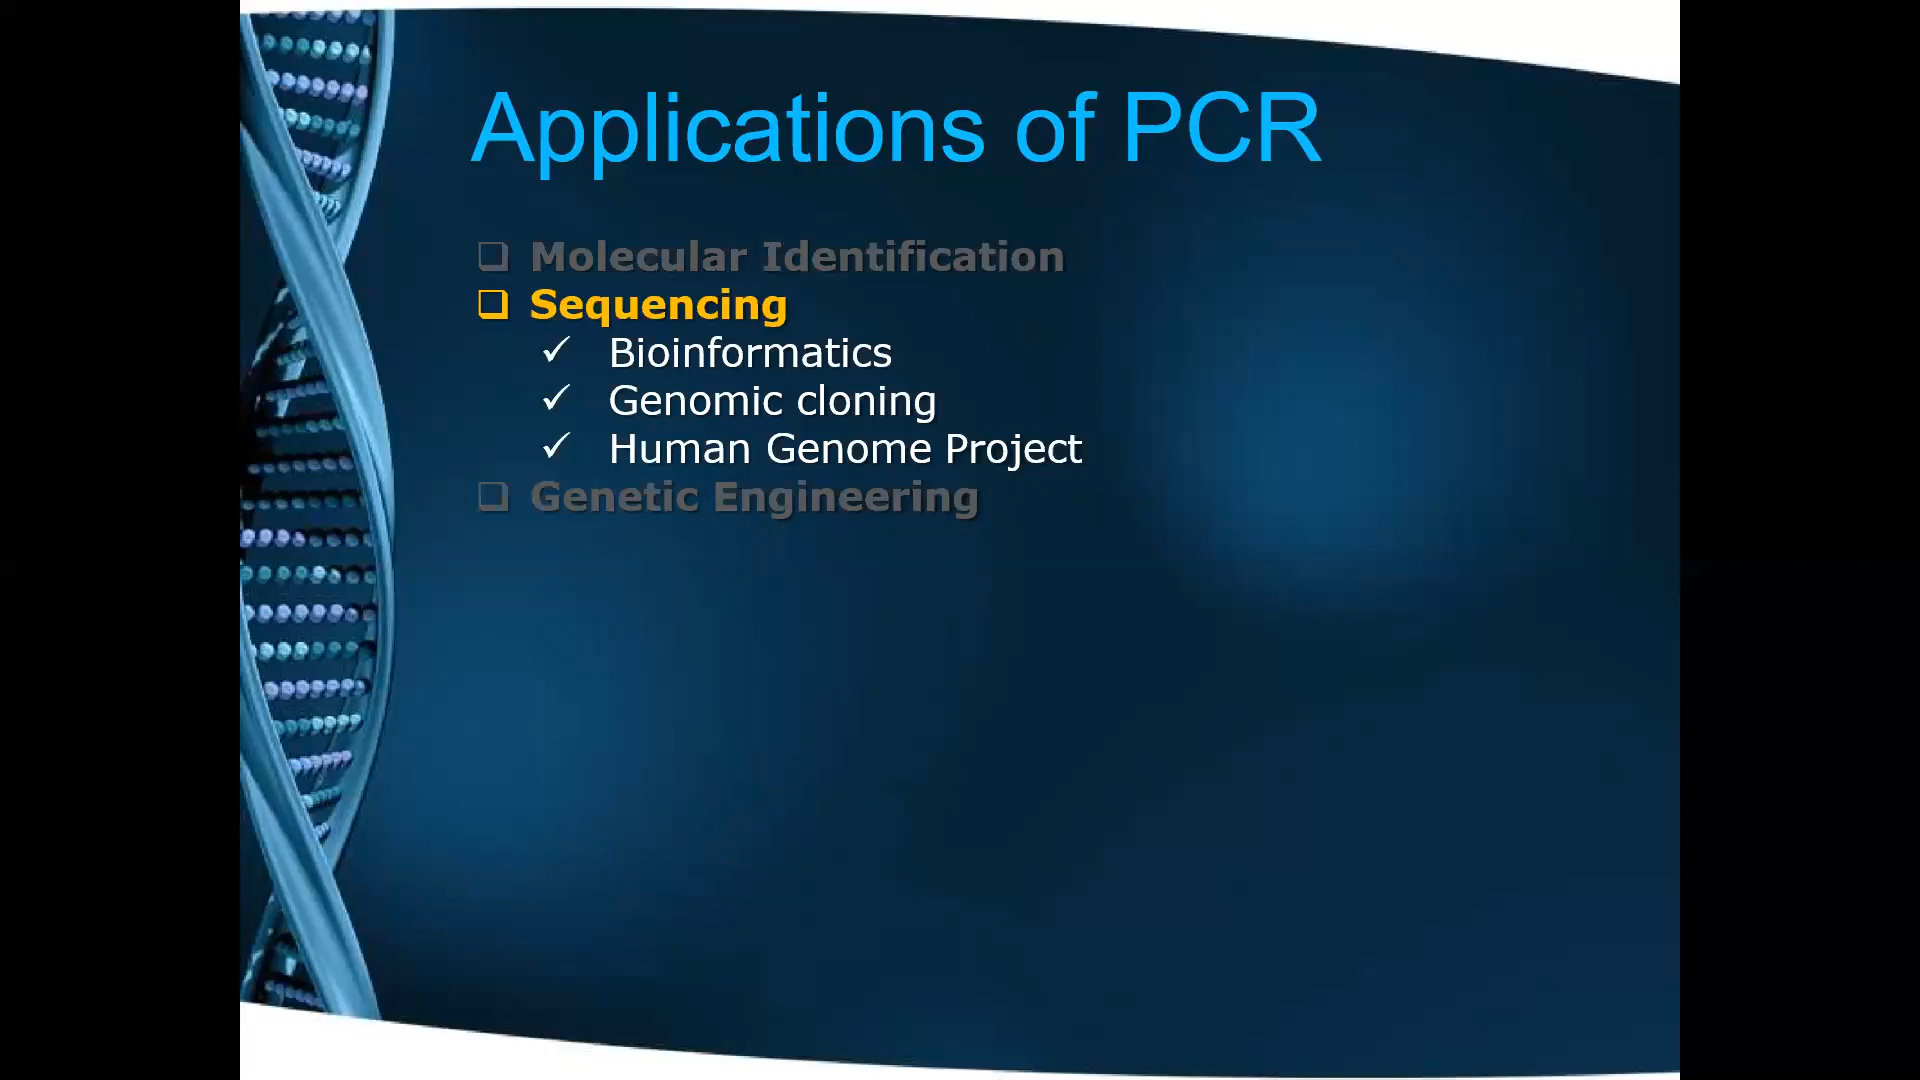 Applications of PCR
❑ Molecular Identification
❑ Sequencing
✓ Bioinformatics
✓ Genomic cloning
✓ Human Genome Project
❑ Genetic Engineering